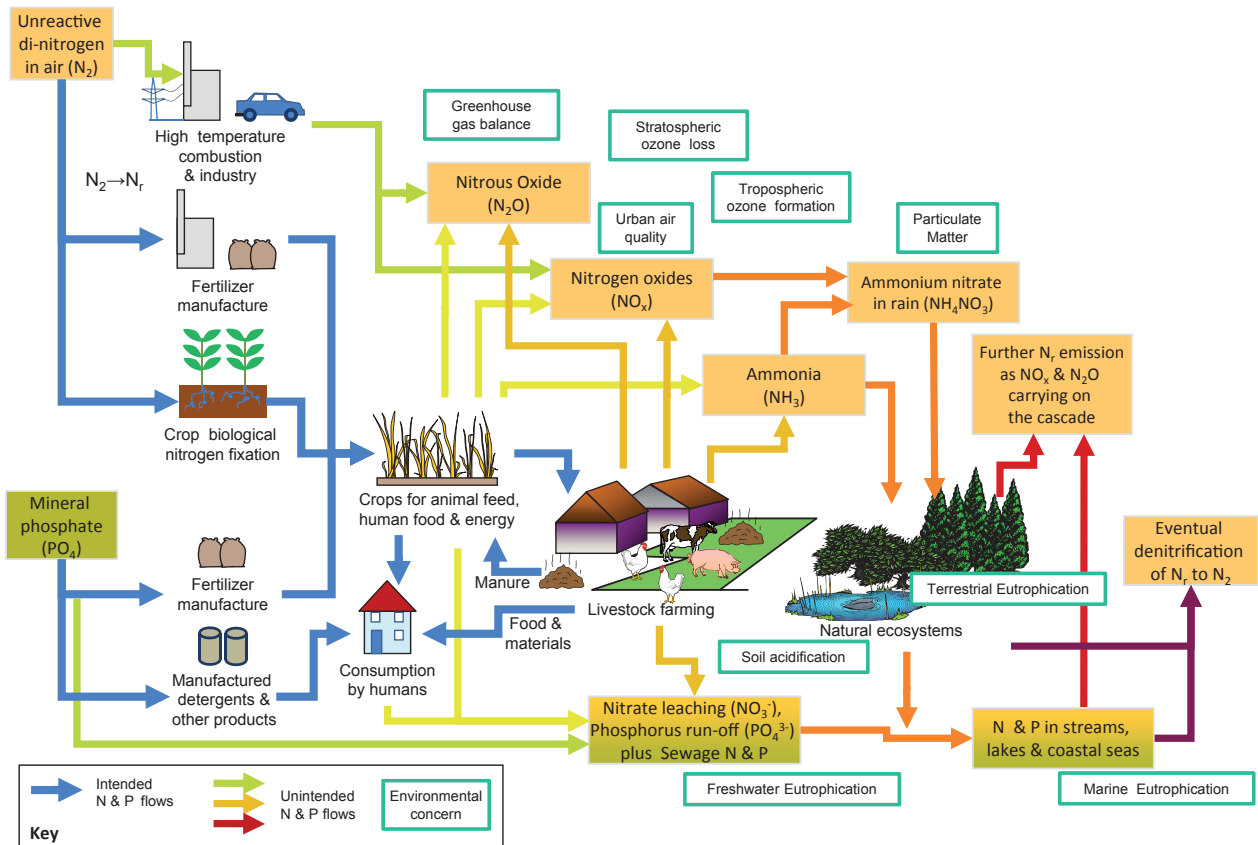 Unreactive
di-nitrogen
in air (N₂)
High temperature
combustion
& industry
N₂→Nᵣ
Fertilizer
manufacture
Crop biological
nitrogen fixation
Mineral
phosphate
(PO₄)
Fertilizer
manufacture
Manufactured
detergents &
other products
Greenhouse
gas balance
Stratospheric
ozone loss
Tropospheric
ozone formation
Urban air
quality
Particulate
Matter
Nitrous Oxide
(N₂O)
Nitrogen oxides
(NOₓ)
Ammonium nitrate
in rain (NH₄NO₃)
Ammonia
(NH₃)
Further Nᵣ emission
as NOₓ & N₂O
carrying on
the cascade
Crops for animal feed,
human food & energy
Manure
Livestock farming
Food &
materials
Consumption
by humans
Natural ecosystems
Terrestrial Eutrophication
Eventual
denitrification
of Nᵣ to N₂
Soil acidification
Nitrate leaching (NO₃⁻),
Phosphorus run-off (PO₄³⁻)
plus Sewage N & P
N & P in streams,
lakes & coastal seas
Freshwater Eutrophication
Marine Eutrophication
Intended
N & P flows
Unintended
N & P flows
Environmental
concern
Key